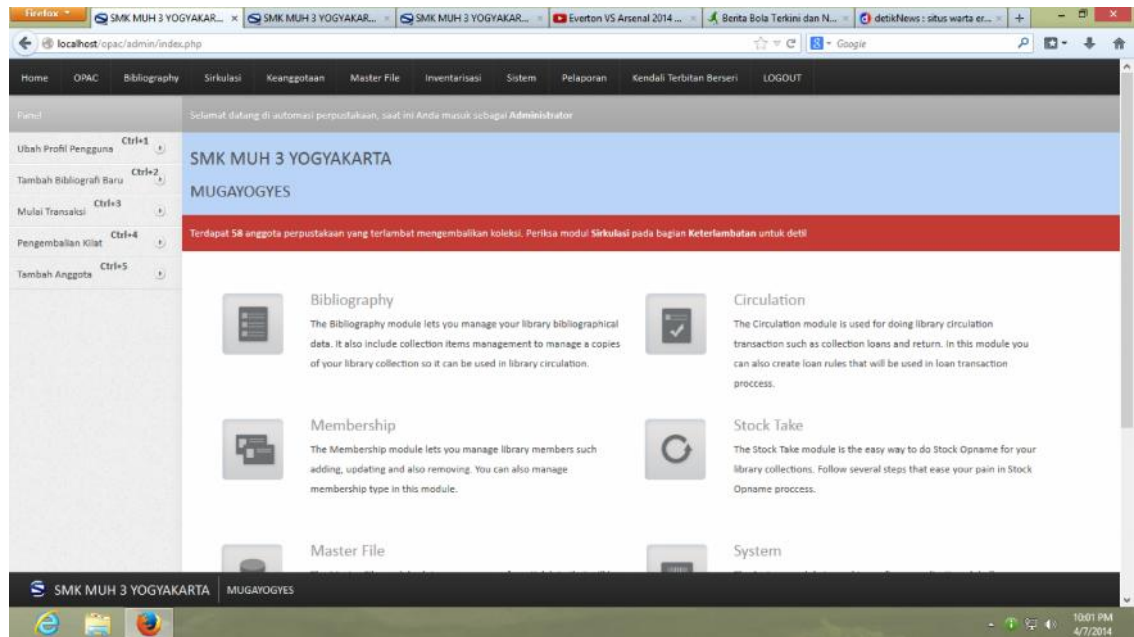 Firefox
SMK MUH 3 YOGYAKAR... ×
SMK MUH 3 YOGYAKAR... ×
SMK MUH 3 YOGYAKAR... ×
Everton VS Arsenal 2014 ... ×
Berita Bola Terkini dan N... ×
detikNews : situs warta er... ×
localhost/opac/admin/index.php
Google
Home OPAC Bibliography Sirkulasi Keanggotaan Master File Inventarisasi Sistem Pelaporan Kendali Terbitan Berseri LOGOUT
Panel
Selamat datang di automasi perpustakaan, saat ini Anda masuk sebagai Administrator
Ubah Profil Pengguna Ctrl+1
Tambah Bibliografi Baru Ctrl+2
Mulai Transaksi Ctrl+3
Pengembalian Kilat Ctrl+4
Tambah Anggota Ctrl+5
SMK MUH 3 YOGYAKARTA
MUGAYOGYES
Terdapat 58 anggota perpustakaan yang terlambat mengembalikan koleksi. Periksa modul Sirkulasi pada bagian Keterlambatan untuk detil
Bibliography
The Bibliography module lets you manage your library bibliographical
data. It also include collection items management to manage a copies
of your library collection so it can be used in library circulation.
Circulation
The Circulation module is used for doing library circulation
transaction such as collection loans and return. In this module you
can also create loan rules that will be used in loan transaction
proccess.
Membership
The Membership module lets you manage library members such
adding, updating and also removing. You can also manage
membership type in this module.
Stock Take
The Stock Take module is the easy way to do Stock Opname for your
library collections. Follow several steps that ease your pain in Stock
Opname proccess.
Master File
System
SMK MUH 3 YOGYAKARTA MUGAYOGYES
10:01 PM
4/7/2014